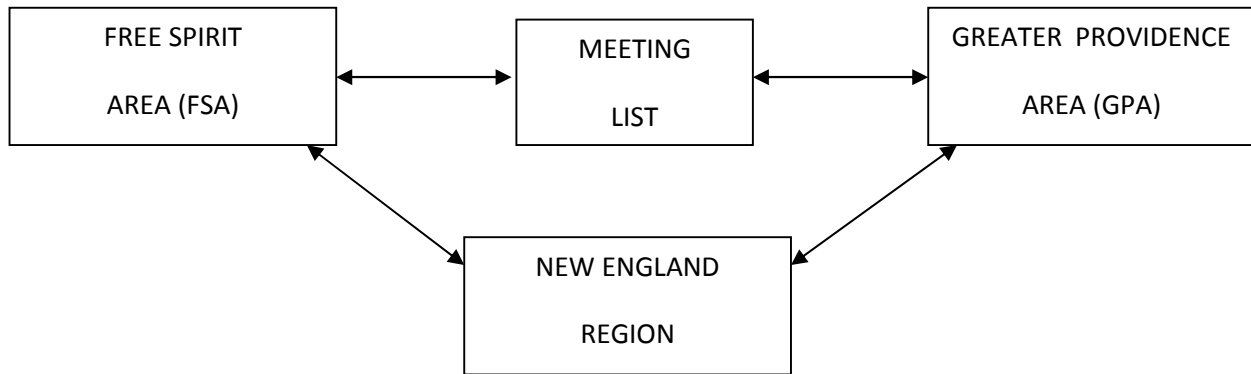 FREE SPIRIT
AREA (FSA)
MEETING
LIST
GREATER PROVIDENCE
AREA (GPA)
NEW ENGLAND
REGION